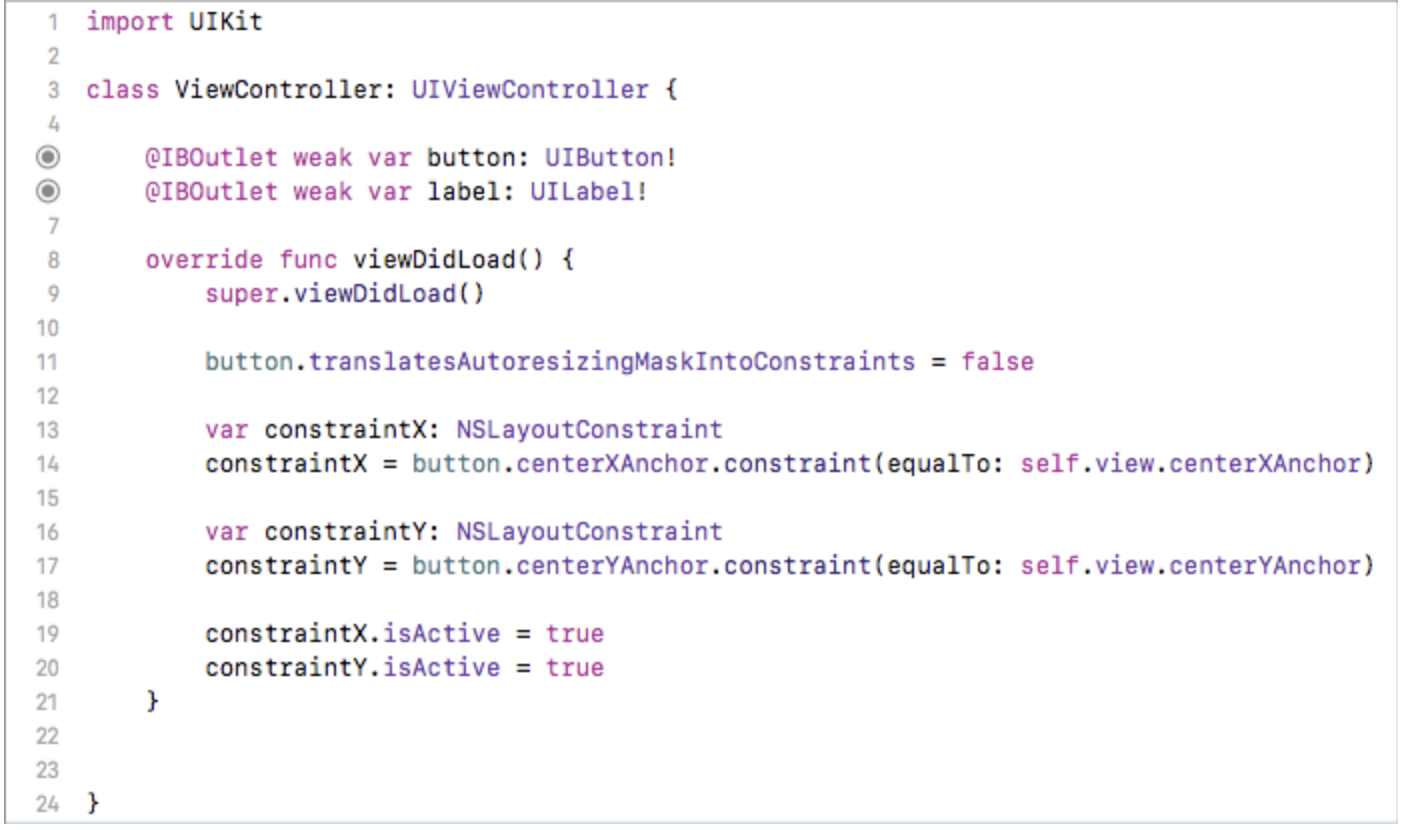 1 import UIKit
2
3 class ViewController: UIViewController {
4
@IBOutlet weak var button: UIButton!
@IBOutlet weak var label: UILabel!
7
8 override func viewDidLoad() {
9 super.viewDidLoad()
10
11 button.translatesAutoresizingMaskIntoConstraints = false
12
13 var constraintX: NSLayoutConstraint
14 constraintX = button.centerXAnchor.constraint(equalTo: self.view.centerXAnchor)
15
16 var constraintY: NSLayoutConstraint
17 constraintY = button.centerYAnchor.constraint(equalTo: self.view.centerYAnchor)
18
19 constraintX.isActive = true
20 constraintY.isActive = true
21 }
22
23
24 }